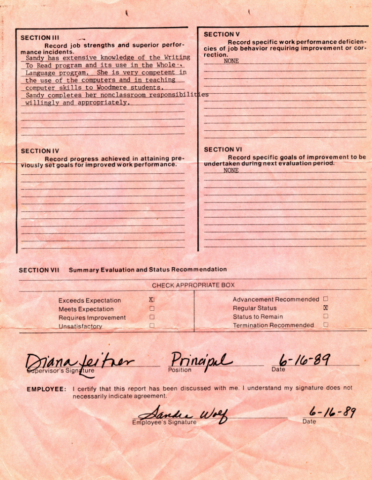 SECTION III
Record job strengths and superior perfor-
mance incidents.
Sandy has extensive knowledge of the Writing
To Read program and its use in the Whole
Language program. She is very competent in
the use of the computers and in teaching
computer skills to Woodmere students.
Sandy completes her nonclassroom responsibilities
willingly and appropriately.
SECTION V
Record specific work performance deficien-
cies of job behavior requiring improvement or cor-
rection.
NONE
SECTION IV
Record progress achieved in attaining pre-
viously set goals for improved work performance.
SECTION VI
Record specific goals of improvement to be
undertaken during next evaluation period.
NONE
SECTION VII Summary Evaluation and Status Recommendation
CHECK APPROPRIATE BOX
Exceeds Expectation ☒ Advancement Recommended ☐
Meets Expectation ☐ Regular Status ☒
Requires Improvement ☐ Status to Remain ☐
Unsatisfactory ☐ Termination Recommended ☐
Diana Leitner Principal 6-16-89
Supervisor's Signature Position Date
EMPLOYEE: I certify that this report has been discussed with me. I understand my signature does not
necessarily indicate agreement.
Sandra Wolf 6-16-89
Employee's Signature Date